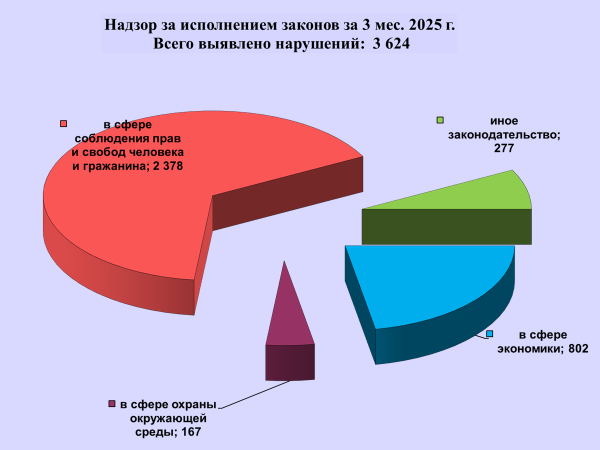 Надзор за исполнением законов за 3 мес. 2025 г.
Всего выявлено нарушений: 3 624
в сфере
соблюдения прав
и свобод человека
и гражанина; 2 378
иное
законодательство;
277
в сфере
экономики; 802
в сфере охраны
окружающей
среды; 167